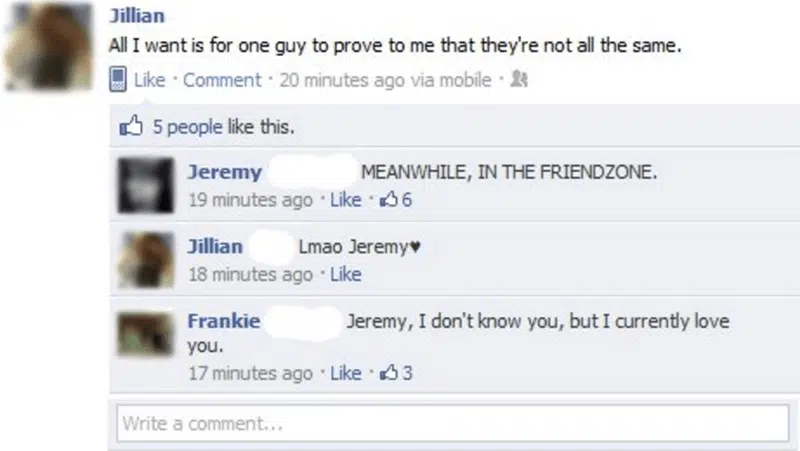 Jillian
All I want is for one guy to prove to me that they're not all the same.
Like · Comment · 20 minutes ago via mobile ·
5 people like this.
Jeremy MEANWHILE, IN THE FRIENDZONE.
19 minutes ago · Like · 6
Jillian Lmao Jeremy♥
18 minutes ago · Like
Frankie Jeremy, I don't know you, but I currently love
you.
17 minutes ago · Like · 3
Write a comment...